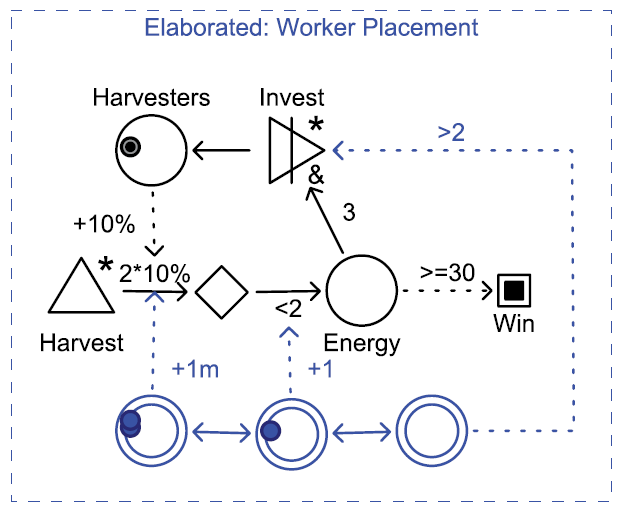 Elaborated: Worker Placement
Harvesters
Invest
*
>2
&
+10%
3
*
2*10%
>=30
<2
Win
Harvest
Energy
+1m
+1